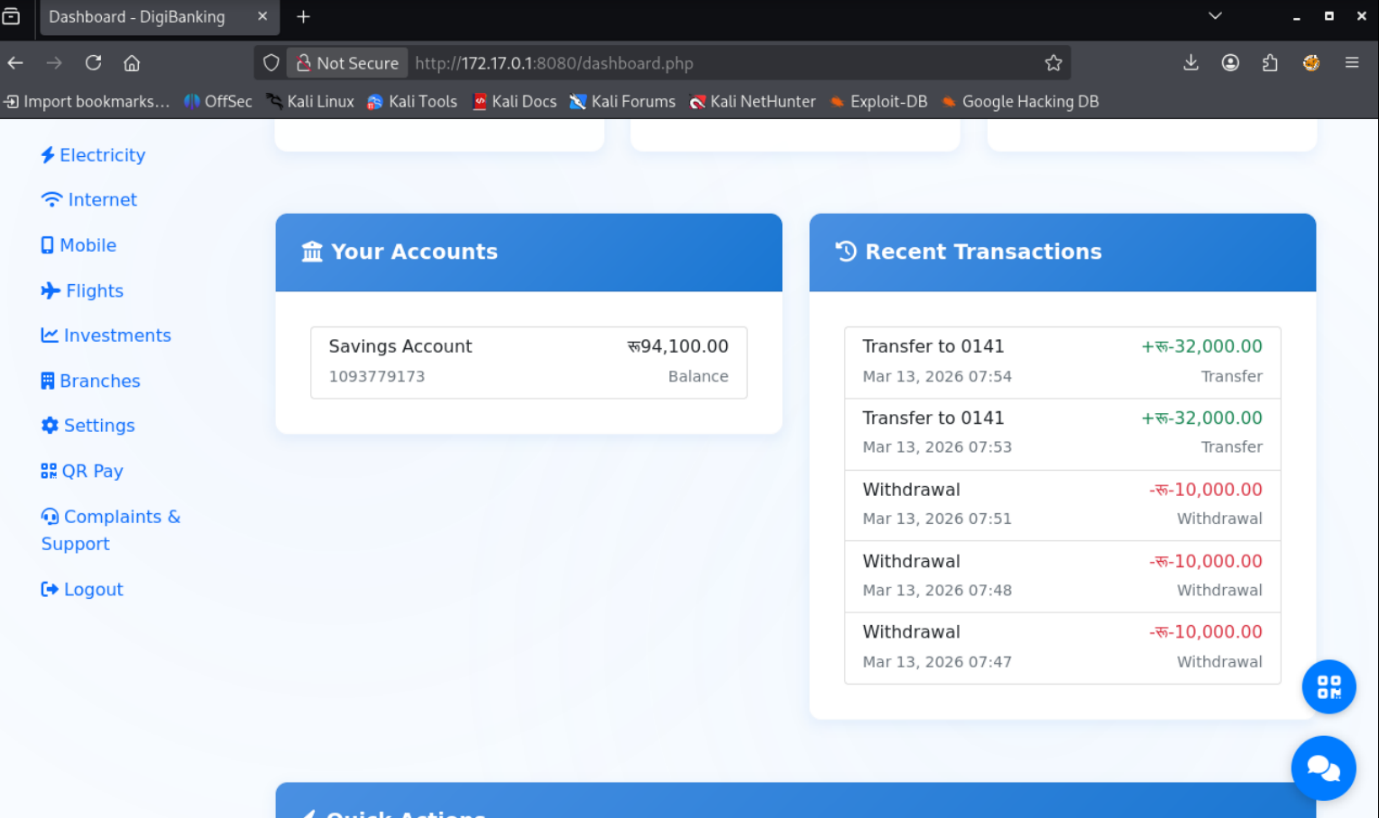 Dashboard - DigiBanking
Not Secure http://172.17.0.1:8080/dashboard.php
Import bookmarks… OffSec Kali Linux Kali Tools Kali Docs Kali Forums Kali NetHunter Exploit-DB Google Hacking DB
Electricity
Internet
Mobile
Flights
Investments
Branches
Settings
QR Pay
Complaints &
Support
Logout
Your Accounts
Savings Account रू94,100.00
1093779173 Balance
Recent Transactions
Transfer to 0141 +रू-32,000.00
Mar 13, 2026 07:54 Transfer
Transfer to 0141 +रू-32,000.00
Mar 13, 2026 07:53 Transfer
Withdrawal -रू-10,000.00
Mar 13, 2026 07:51 Withdrawal
Withdrawal -रू-10,000.00
Mar 13, 2026 07:48 Withdrawal
Withdrawal -रू-10,000.00
Mar 13, 2026 07:47 Withdrawal
Quick Actions